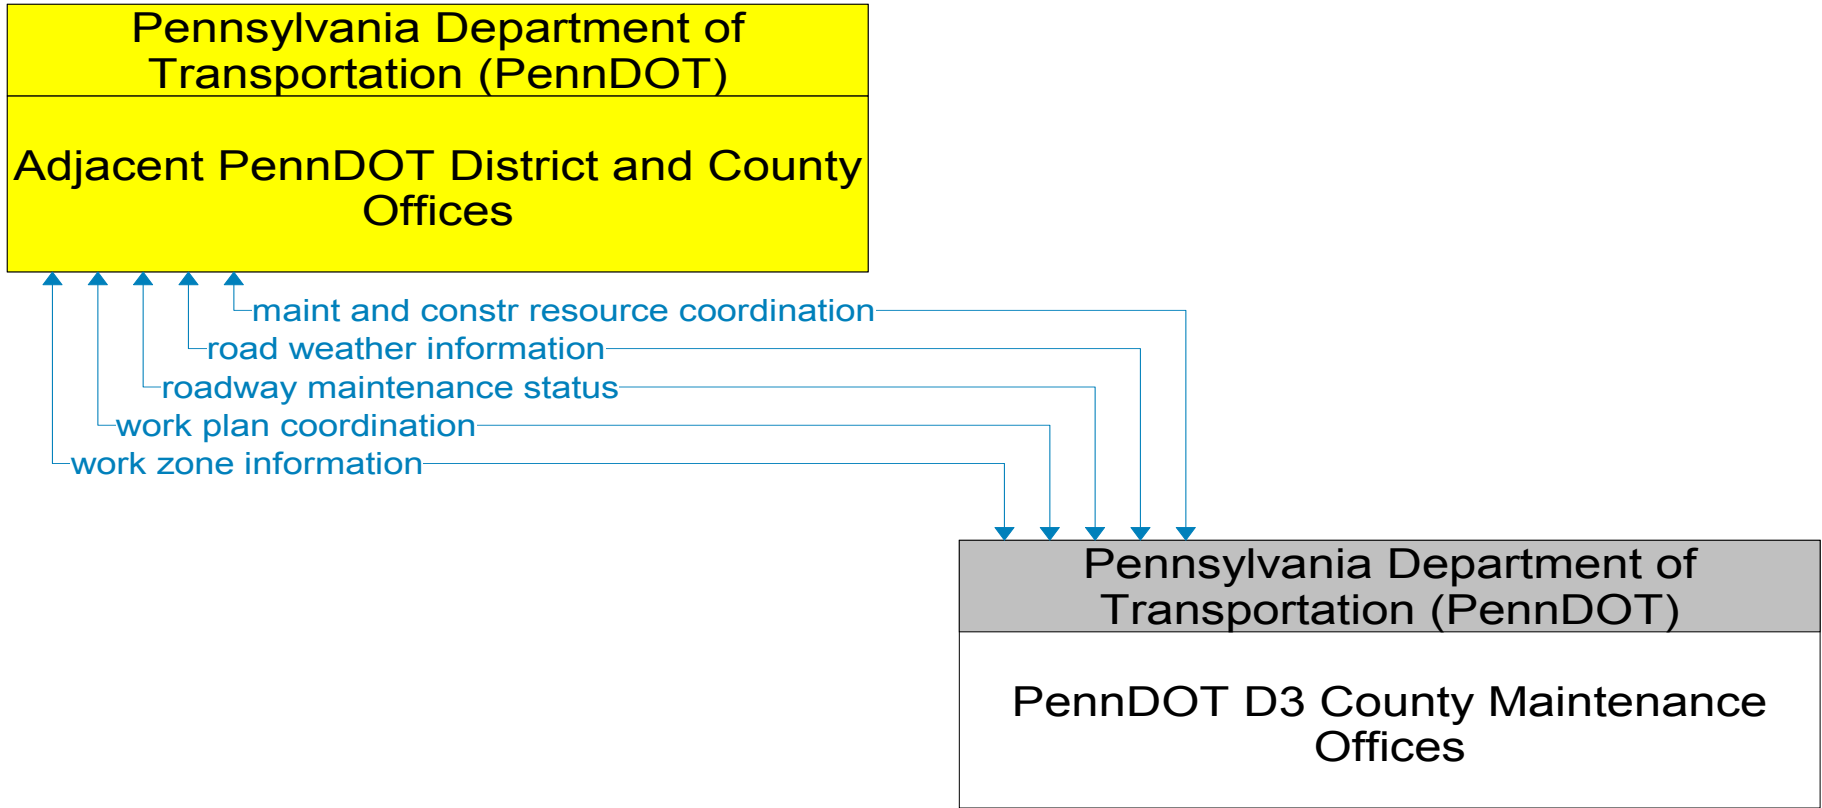 Pennsylvania Department of
Transportation (PennDOT)
Adjacent PennDOT District and County
Offices
maint and constr resource coordination
road weather information
roadway maintenance status
work plan coordination
work zone information
Pennsylvania Department of
Transportation (PennDOT)
PennDOT D3 County Maintenance
Offices